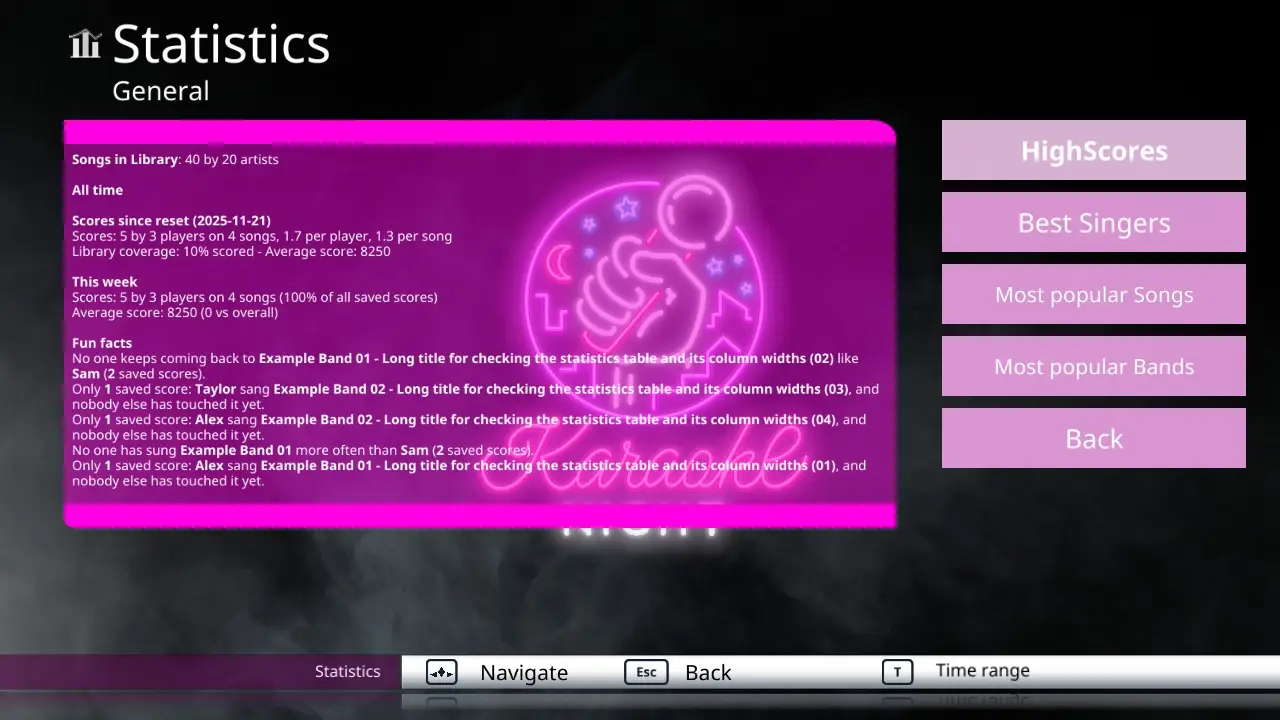 Statistics
General
Songs in Library: 40 by 20 artists
All time
Scores since reset (2025-11-21)
Scores: 5 by 3 players on 4 songs, 1.7 per player, 1.3 per song
Library coverage: 10% scored - Average score: 8250
This week
Scores: 5 by 3 players on 4 songs (100% of all saved scores)
Average score: 8250 (0 vs overall)
Fun facts
No one keeps coming back to Example Band 01 - Long title for checking the statistics table and its column widths (02) like
Sam (2 saved scores).
Only 1 saved score: Taylor sang Example Band 02 - Long title for checking the statistics table and its column widths (03), and
nobody else has touched it yet.
Only 1 saved score: Alex sang Example Band 02 - Long title for checking the statistics table and its column widths (04), and
nobody else has touched it yet.
No one has sung Example Band 01 more often than Sam (2 saved scores).
Only 1 saved score: Alex sang Example Band 01 - Long title for checking the statistics table and its column widths (01), and
nobody else has touched it yet.
Karaoke
NIGHT
HighScores
Best Singers
Most popular Songs
Most popular Bands
Back
Statistics
Navigate
Esc Back
T Time range